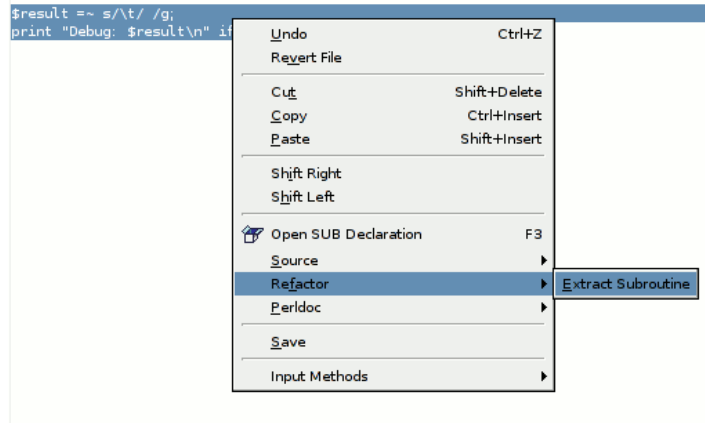 $result =~ s/\t/ /g;
print "Debug: $result\n" if
Undo Ctrl+Z
Revert File
Cut Shift+Delete
Copy Ctrl+Insert
Paste Shift+Insert
Shift Right
Shift Left
Open SUB Declaration F3
Source
Refactor
Extract Subroutine
Perldoc
Save
Input Methods